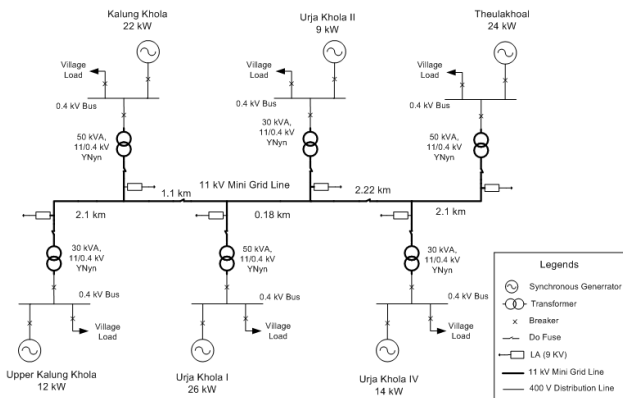 Kalung Khola
22 kW
Urja Khola II
9 kW
Theulakhoal
24 kW
Village
Load
Village
Load
Village
Load
0.4 kV Bus
0.4 kV Bus
0.4 kV Bus
50 kVA,
11/0.4 kV
YNyn
30 kVA,
11/0.4 kV
YNyn
50 kVA,
11/0.4 kV
YNyn
11 kV Mini Grid Line
1.1 km
2.22 km
2.1 km
0.18 km
2.1 km
30 kVA,
11/0.4 kV
YNyn
50 kVA,
11/0.4 kV
YNyn
30 kVA,
11/0.4 kV
YNyn
0.4 kV Bus
0.4 kV Bus
0.4 kV Bus
Village
Load
Village
Load
Village
Load
Upper Kalung Khola
12 kW
Urja Khola I
26 kW
Urja Khola IV
14 kW
Legends
Synchronous Generrator
Transformer
Breaker
Do Fuse
LA (9 KV)
11 kV Mini Grid Line
400 V Distribution Line